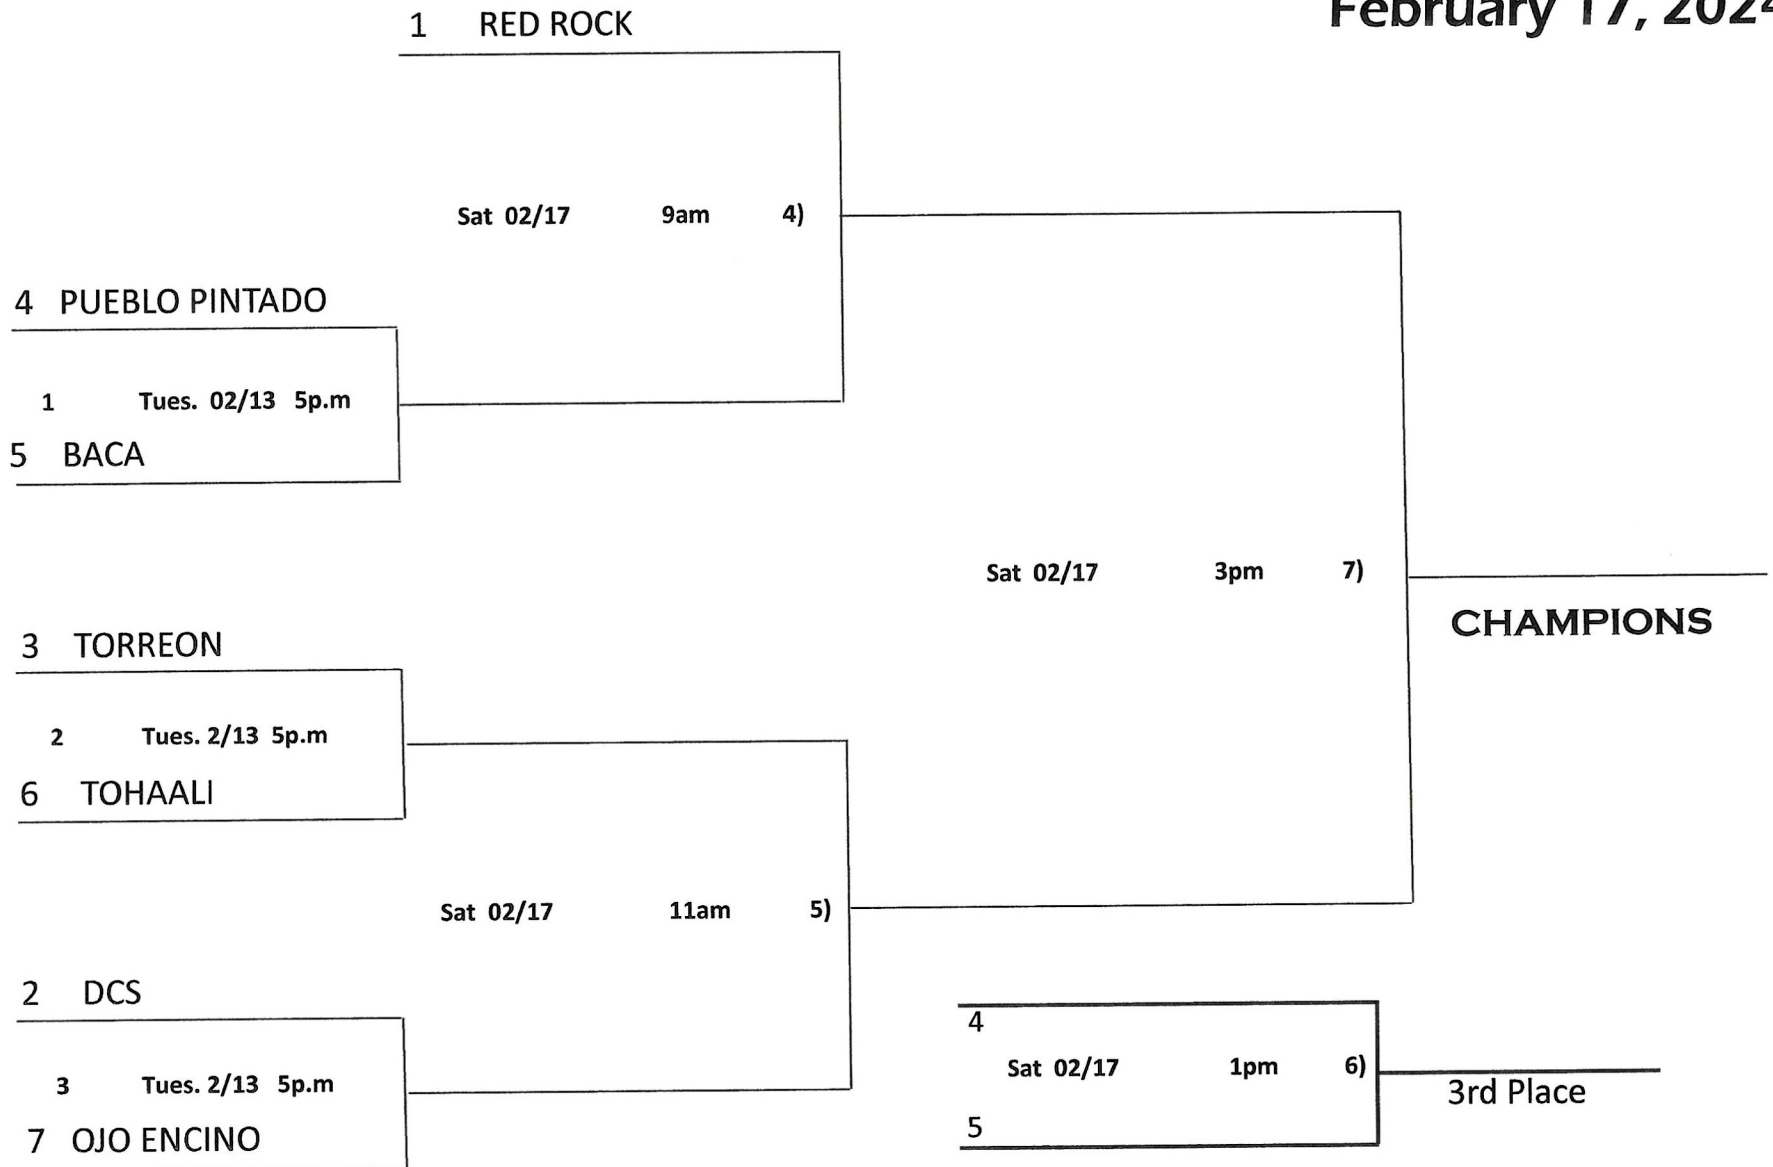 February 17, 2024
1 RED ROCK
Sat 02/17 9am 4)
4 PUEBLO PINTADO
1 Tues. 02/13 5p.m
5 BACA
Sat 02/17 3pm 7)
CHAMPIONS
3 TORREON
2 Tues. 2/13 5p.m
6 TOHAALI
Sat 02/17 11am 5)
2 DCS
4
Sat 02/17 1pm 6)
3rd Place
3 Tues. 2/13 5p.m
5
7 OJO ENCINO